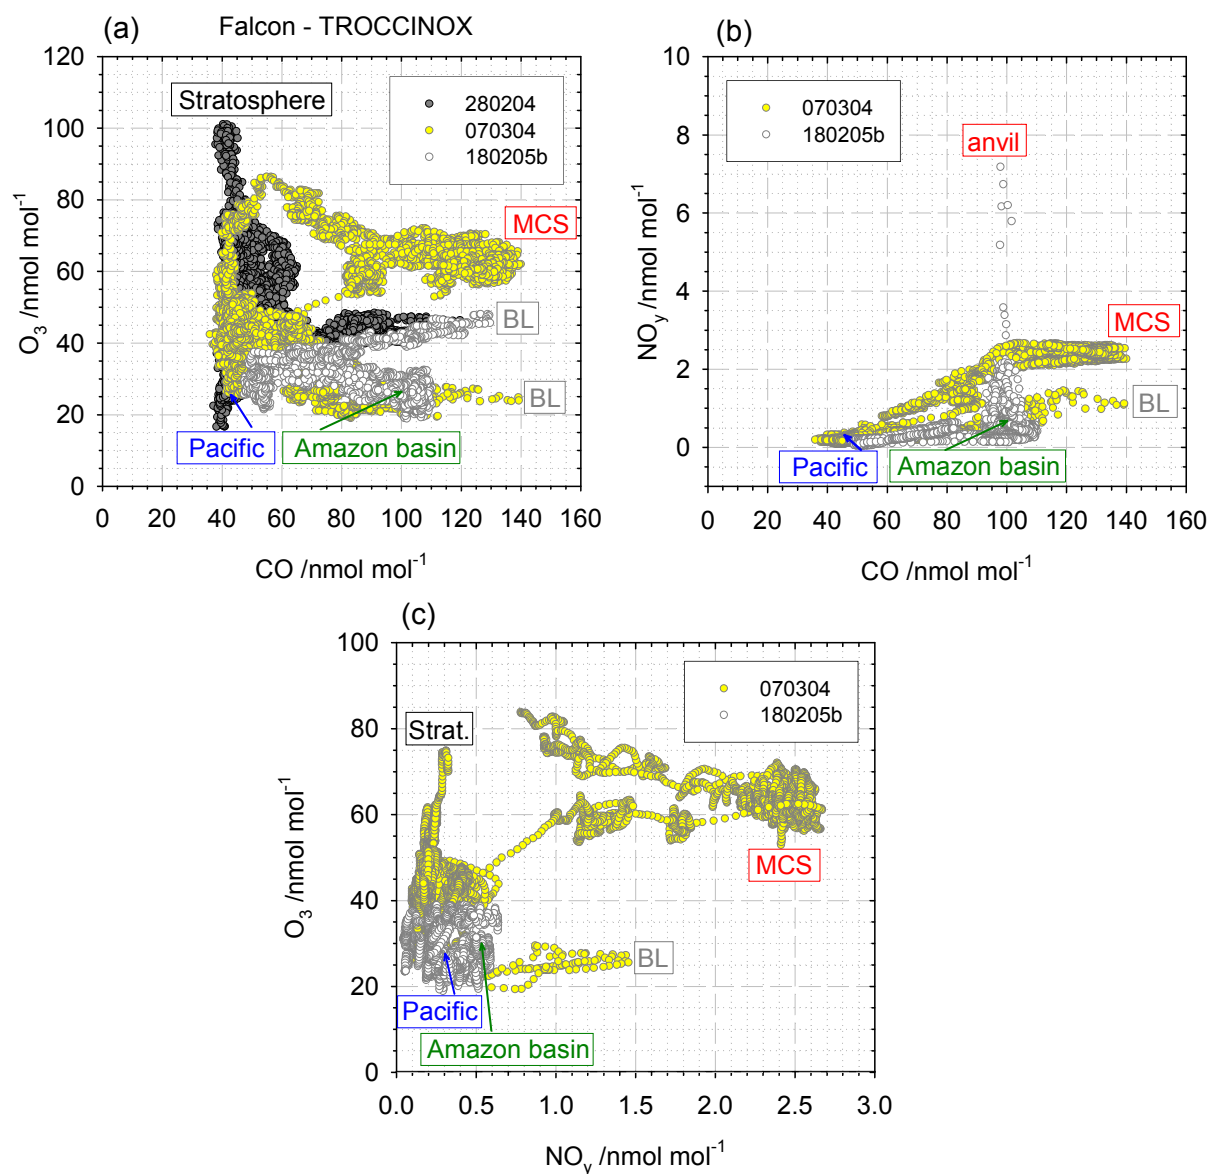 (a) Falcon - TROCCINOX
120
100
80
60
40
20
0
O3 /nmol mol-1
Stratosphere
280204
070304
180205b
MCS
BL
BL
Pacific
Amazon basin
0 20 40 60 80 100 120 140 160
CO /nmol mol-1
(b)
10
8
6
4
2
0
NOy /nmol mol-1
070304
180205b
anvil
MCS
BL
Pacific
Amazon basin
0 20 40 60 80 100 120 140 160
CO /nmol mol-1
(c)
100
80
60
40
20
0
O3 /nmol mol-1
070304
180205b
Strat.
MCS
BL
Pacific
Amazon basin
0.0 0.5 1.0 1.5 2.0 2.5 3.0
NOy /nmol mol-1